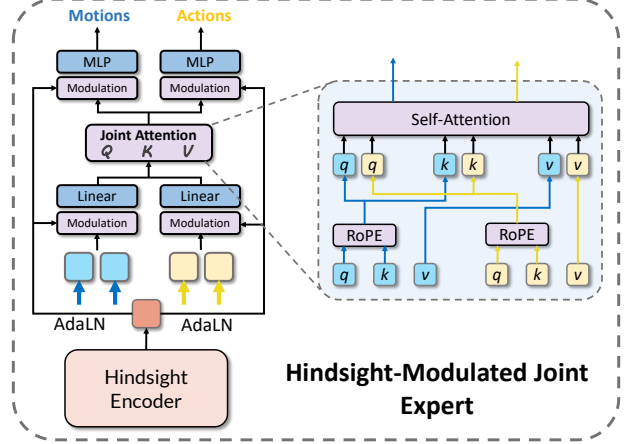 Motions
Actions
MLP
MLP
Modulation
Modulation
Joint Attention
Q K V
Linear
Linear
Modulation
Modulation
AdaLN
AdaLN
Hindsight
Encoder
Self-Attention
q q k k v v
RoPE
RoPE
q k v q k v
Hindsight-Modulated Joint
Expert